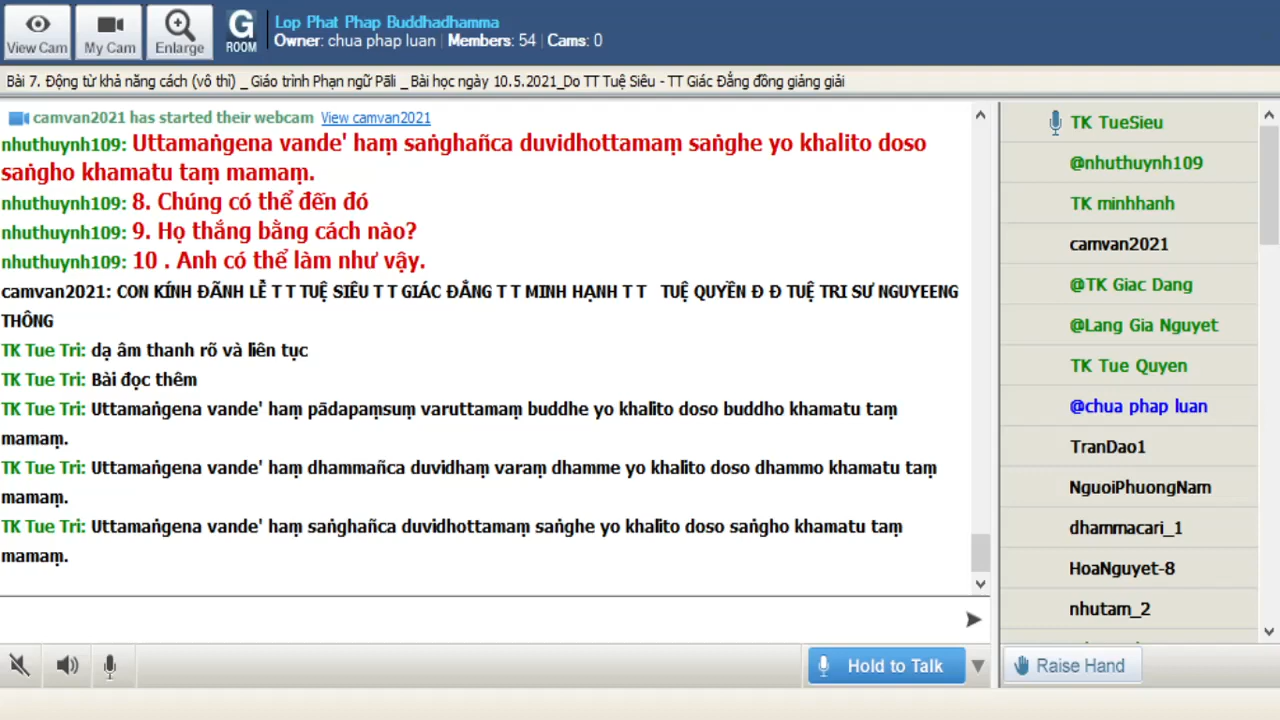 View Cam
My Cam
Enlarge
G
ROOM
Lop Phat Phap Buddhadhamma
Owner: chua phap luan | Members: 54 | Cams: 0
Bài 7. Động từ khả năng cách (vô thì) _ Giáo trình Phạn ngữ Pāli _ Bài học ngày 10.5.2021_Do TT Tuệ Siêu - TT Giác Đẳng đồng giảng giải
camvan2021 has started their webcam View camvan2021
nhuthuynh109: Uttamaṅgena vande' haṃ saṅghañca duvidhottamaṃ saṅghe yo khalito doso
saṅgho khamatu taṃ mamaṃ.
nhuthuynh109: 8. Chúng có thể đến đó
nhuthuynh109: 9. Họ thắng bằng cách nào?
nhuthuynh109: 10 . Anh có thể làm như vậy.
camvan2021: CON KÍNH ĐÃNH LỄ T T TUỆ SIÊU T T GIÁC ĐẲNG T T MINH HẠNH T T TUỆ QUYỀN Đ Đ TUỆ TRI SƯ NGUYEENG
THÔNG
TK Tue Tri: dạ âm thanh rõ và liên tục
TK Tue Tri: Bài đọc thêm
TK Tue Tri: Uttamaṅgena vande' haṃ pādapaṃsuṃ varuttamaṃ buddhe yo khalito doso buddho khamatu taṃ
mamaṃ.
TK Tue Tri: Uttamaṅgena vande' haṃ dhammañca duvidhaṃ varaṃ dhamme yo khalito doso dhammo khamatu taṃ
mamaṃ.
TK Tue Tri: Uttamaṅgena vande' haṃ saṅghañca duvidhottamaṃ saṅghe yo khalito doso saṅgho khamatu taṃ
mamaṃ.
TK TueSieu
@nhuthuynh109
TK minhhanh
camvan2021
@TK Giac Dang
@Lang Gia Nguyet
TK Tue Quyen
@chua phap luan
TranDao1
NguoiPhuongNam
dhammacari_1
HoaNguyet-8
nhutam_2
Hold to Talk
Raise Hand